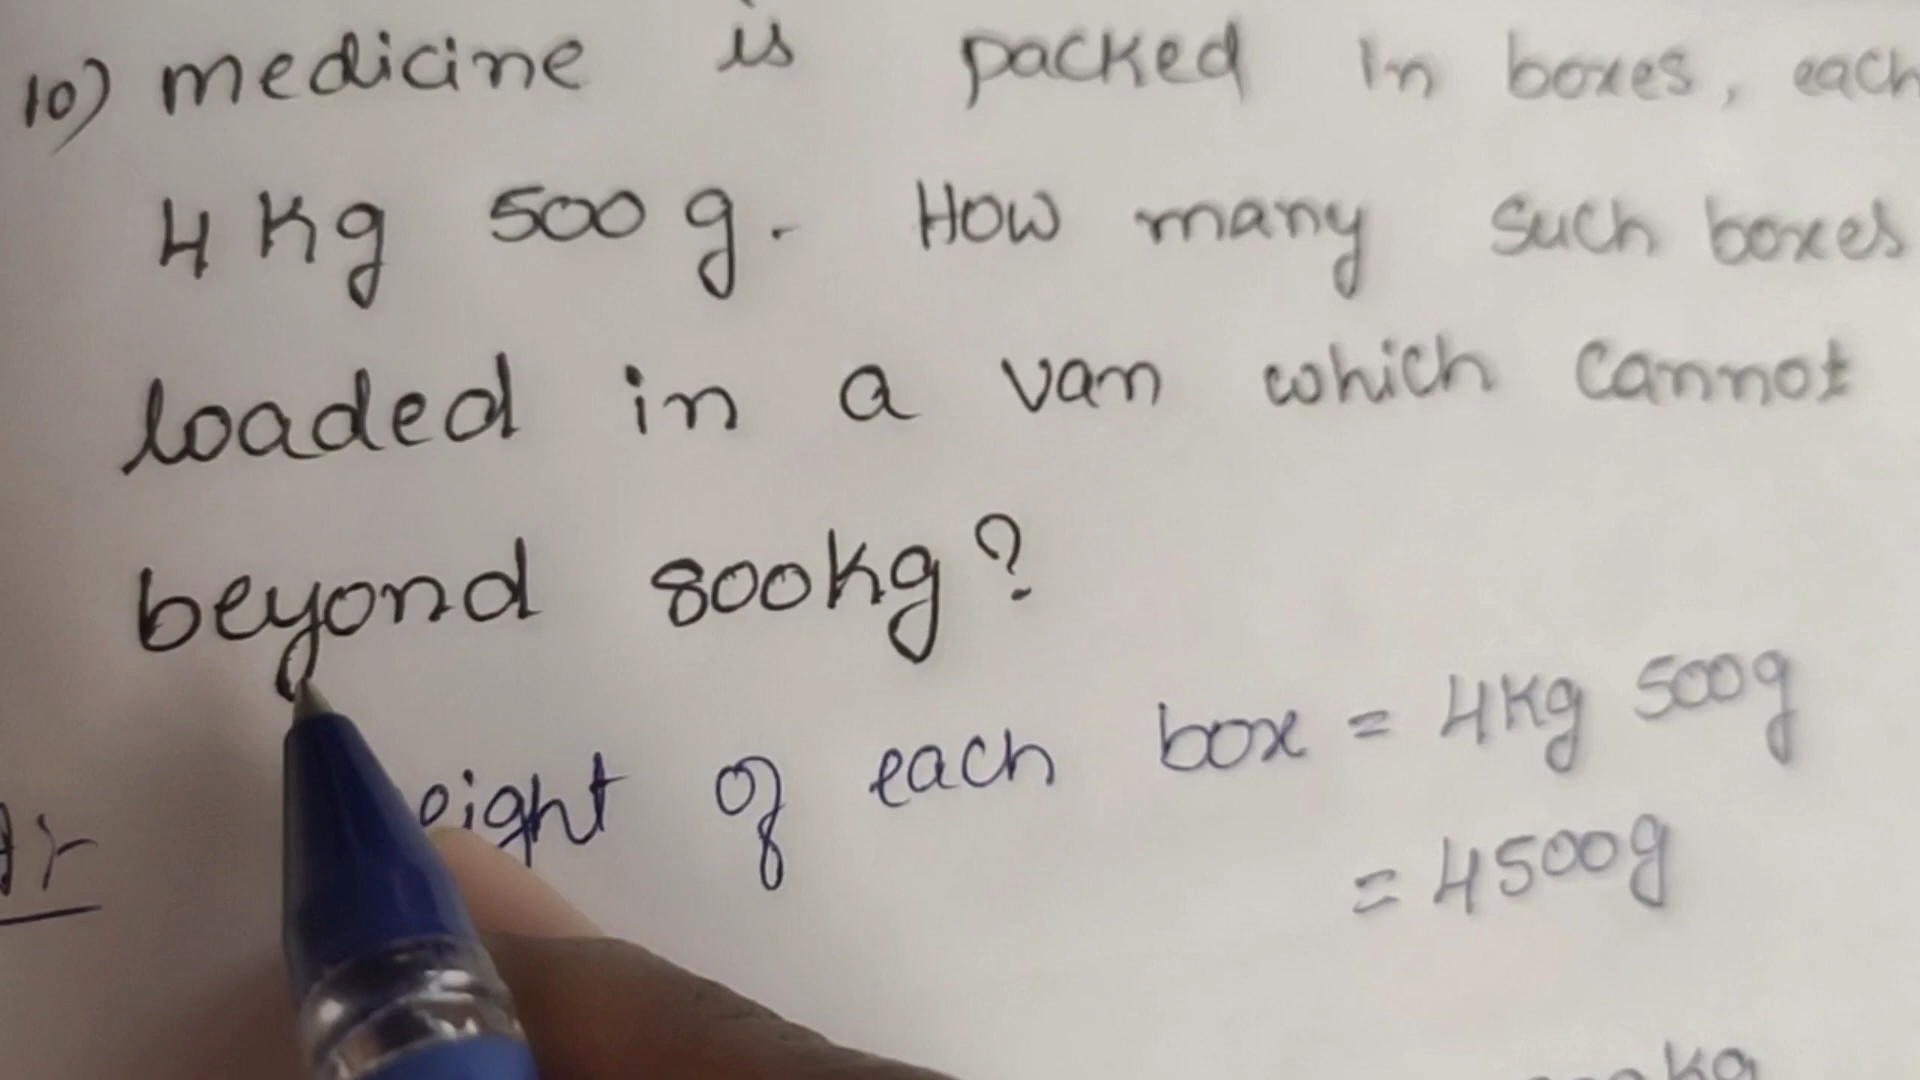 10) medicine is packed in boxes, each
4 Kg 500 g. How many such boxes
loaded in a van which cannot
beyond 800kg?
eight of each box = 4Kg 500g
= 4500g
kg